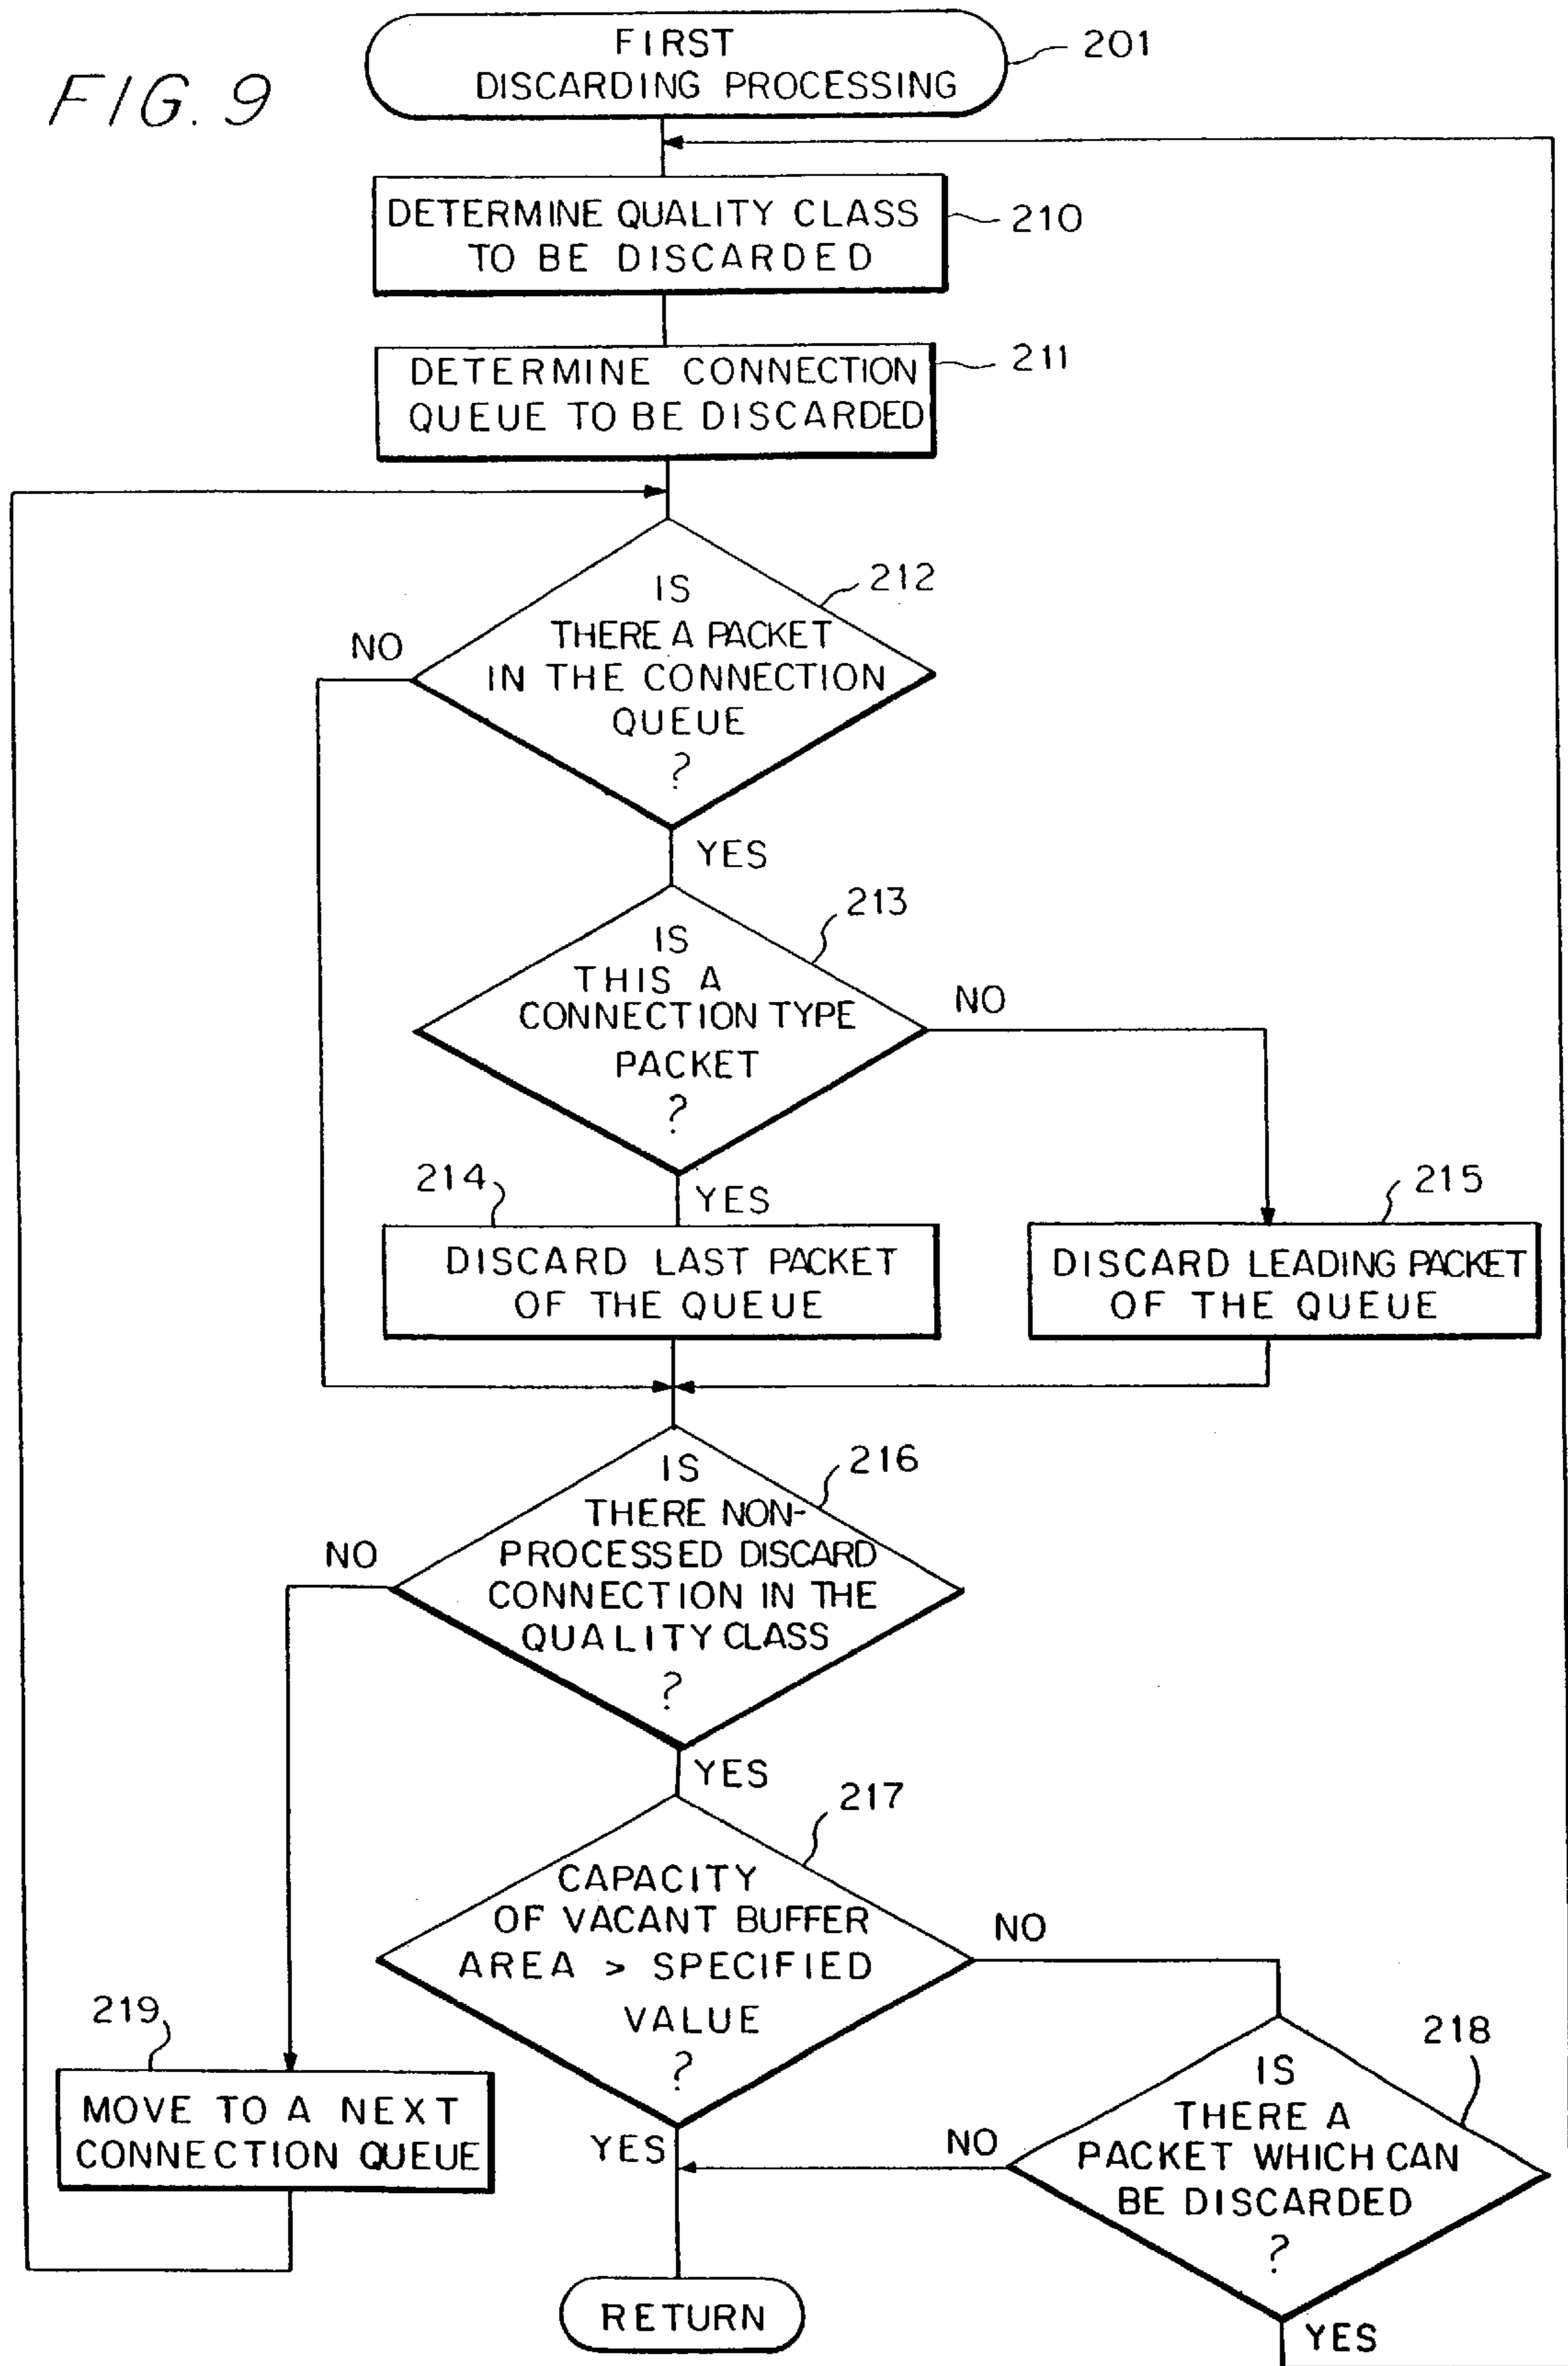 FIG. 9
FIRST
DISCARDING PROCESSING
201
DETERMINE QUALITY CLASS
TO BE DISCARDED
210
DETERMINE CONNECTION
QUEUE TO BE DISCARDED
211
IS
THERE A PACKET
IN THE CONNECTION
QUEUE
?
212
NO
YES
IS
THIS A
CONNECTION TYPE
PACKET
?
213
NO
YES
214
DISCARD LAST PACKET
OF THE QUEUE
215
DISCARD LEADING PACKET
OF THE QUEUE
IS
THERE NON-
PROCESSED DISCARD
CONNECTION IN THE
QUALITY CLASS
?
216
NO
YES
CAPACITY
OF VACANT BUFFER
AREA > SPECIFIED
VALUE
?
217
NO
YES
219
MOVE TO A NEXT
CONNECTION QUEUE
218
IS
THERE A
PACKET WHICH CAN
BE DISCARDED
?
NO
YES
RETURN